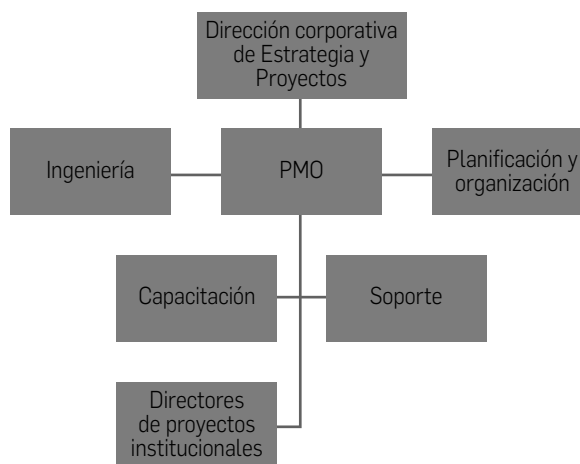 Dirección corporativa
de Estrategia y
Proyectos
Ingeniería
PMO
Planificación y
organización
Capacitación
Soporte
Directores
de proyectos
institucionales